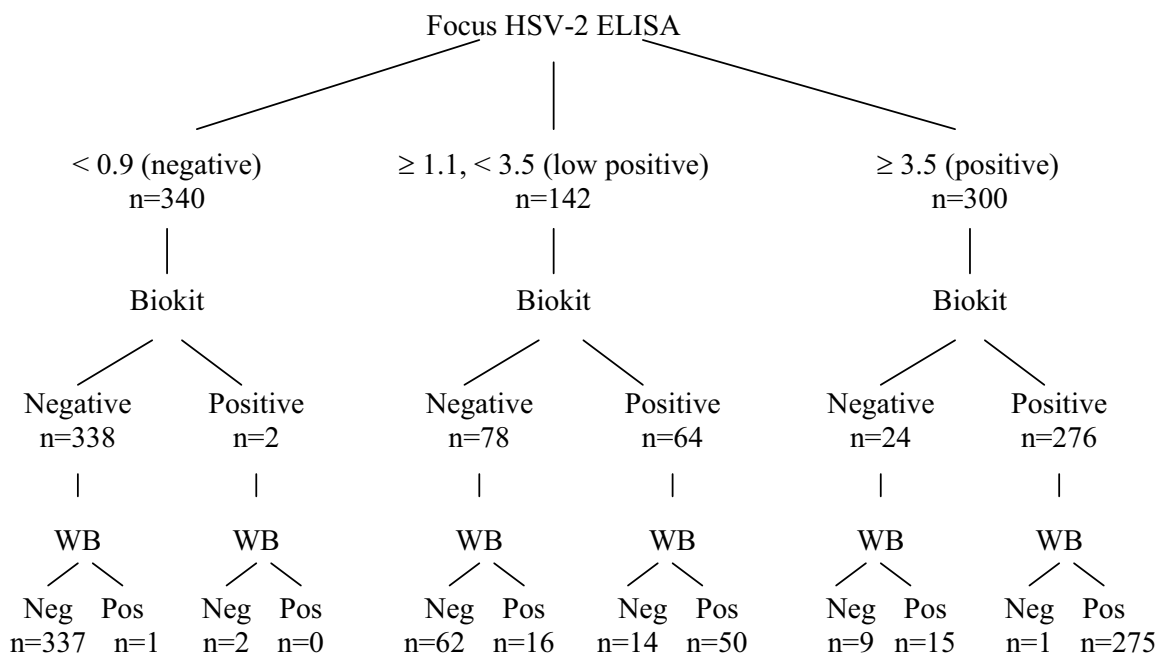 Focus HSV-2 ELISA
< 0.9 (negative) ≥ 1.1, < 3.5 (low positive) ≥ 3.5 (positive)
n=340 n=142 n=300
Biokit Biokit Biokit
Negative Positive Negative Positive Negative Positive
n=338 n=2 n=78 n=64 n=24 n=276
WB WB WB WB WB WB
Neg Pos Neg Pos Neg Pos Neg Pos Neg Pos Neg Pos
n=337 n=1 n=2 n=0 n=62 n=16 n=14 n=50 n=9 n=15 n=1 n=275